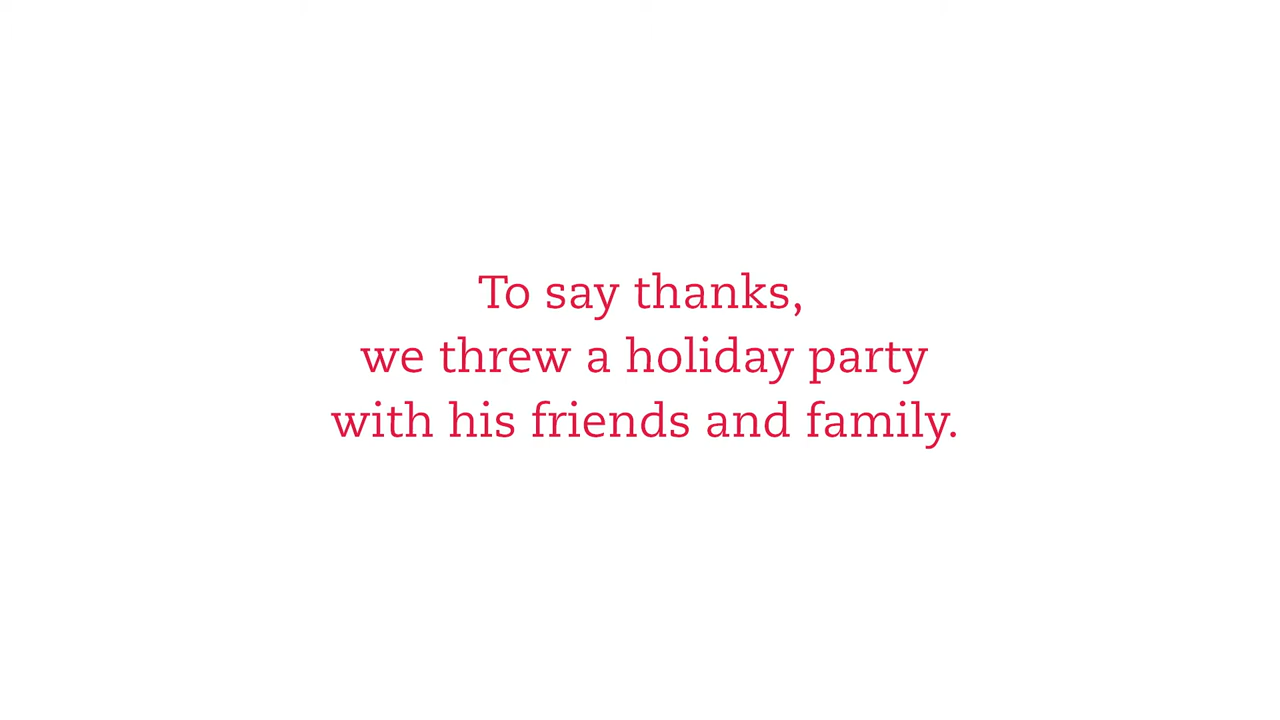 To say thanks,
we threw a holiday party
with his friends and family.